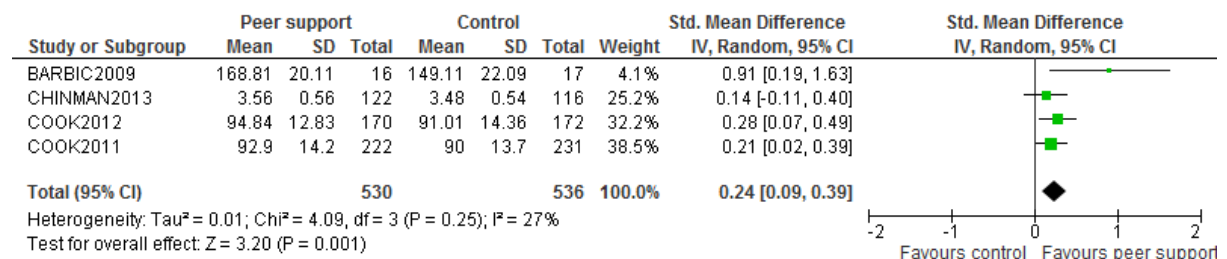 Peer support Control Std. Mean Difference Std. Mean Difference
Study or Subgroup Mean SD Total Mean SD Total Weight IV, Random, 95% CI IV, Random, 95% CI
BARBIC2009 168.81 20.11 16 149.11 22.09 17 4.1% 0.91 [0.19, 1.63]
CHINMAN2013 3.56 0.56 122 3.48 0.54 116 25.2% 0.14 [-0.11, 0.40]
COOK2012 94.84 12.83 170 91.01 14.36 172 32.2% 0.28 [0.07, 0.49]
COOK2011 92.9 14.2 222 90 13.7 231 38.5% 0.21 [0.02, 0.39]
Total (95% CI) 530 536 100.0% 0.24 [0.09, 0.39]
Heterogeneity: Tau² = 0.01; Chi² = 4.09, df = 3 (P = 0.25); I² = 27%
Test for overall effect: Z = 3.20 (P = 0.001)
-2 -1 0 1 2
Favours control Favours peer support